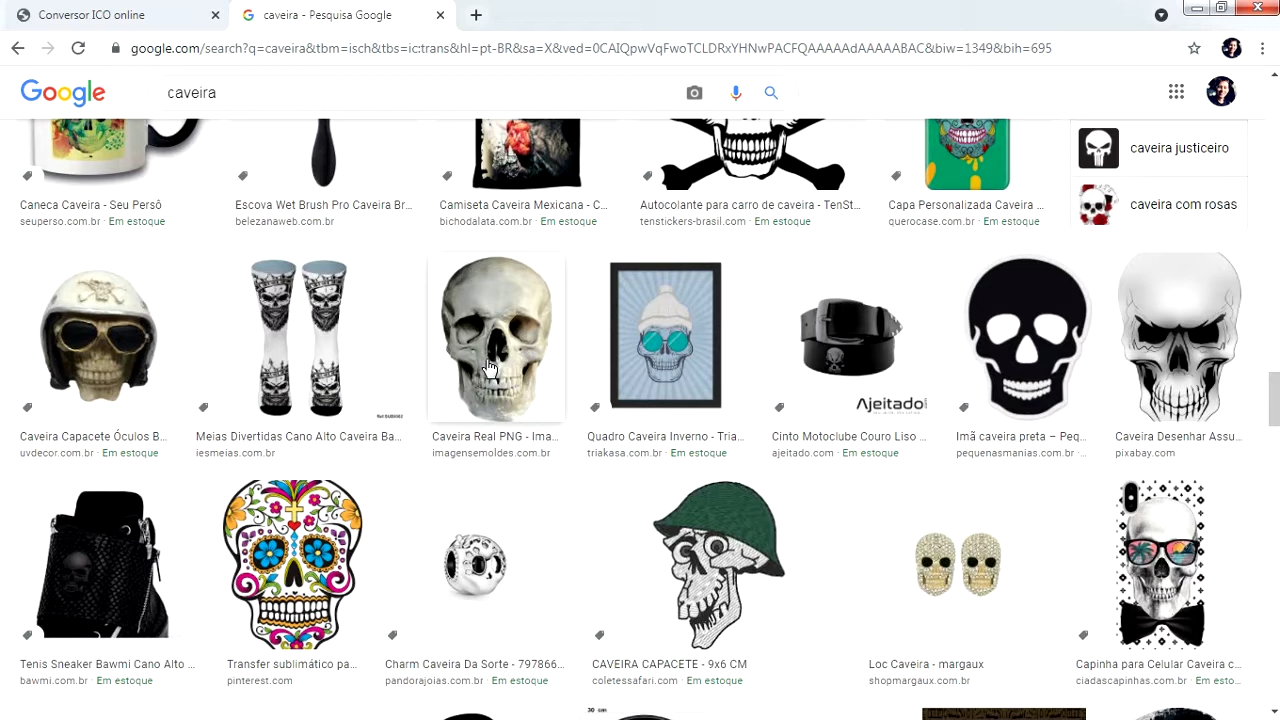 Conversor ICO online
caveira - Pesquisa Google
google.com/search?q=caveira&tbm=isch&tbs=ic:trans&hl=pt-BR&sa=X&ved=0CAIQpwVqFwoTCLDRxYHNwPACFQAAAAAdAAAAABAC&biw=1349&bih=695
Google
caveira
caveira justiceiro
caveira com rosas
Caneca Caveira - Seu Persô
Escova Wet Brush Pro Caveira Br...
Camiseta Caveira Mexicana - C...
Autocolante para carro de caveira - TenSt...
Capa Personalizada Caveira ...
seuperso.com.br · Em estoque
belezanaweb.com.br
bichodalata.com.br · Em estoque
tenstickers-brasil.com · Em estoque
querocase.com.br · Em estoque
Ajeitado
Caveira Capacete Óculos B...
Meias Divertidas Cano Alto Caveira Ba...
Caveira Real PNG - Ima...
Quadro Caveira Inverno - Tria...
Cinto Motoclube Couro Liso ...
Imã caveira preta – Peq...
Caveira Desenhar Assu...
uvdecor.com.br · Em estoque
iesmeias.com.br
imagensemoldes.com.br
triakasa.com.br · Em estoque
ajeitado.com.br · Em estoque
pequenasmanias.com.br · ...
pixabay.com
Tenis Sneaker Bawmi Cano Alto ...
Transfer sublimático pa...
Charm Caveira Da Sorte - 797866...
CAVEIRA CAPACETE - 9x6 CM
Loc Caveira - margaux
Capinha para Celular Caveira c...
bawmi.com.br · Em estoque
pinterest.com
pandorajoias.com.br · Em estoque
coletessafari.com · Em estoque
shopmargaux.com.br
ciadascapinhas.com.br · Em esto...
30 cm